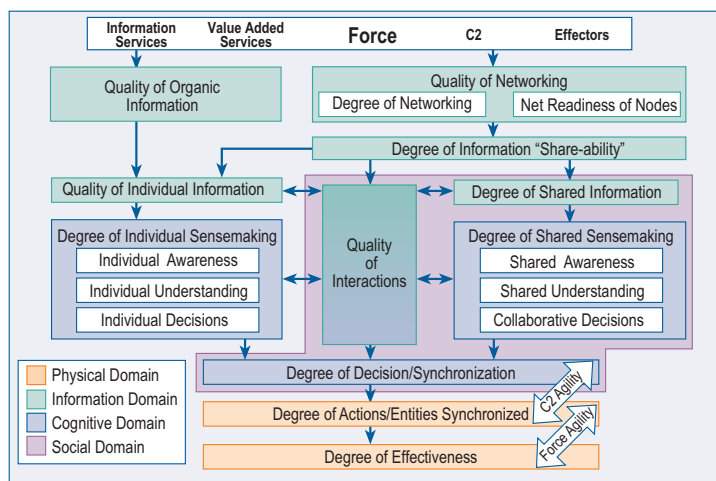 Information Services
Value Added Services
Force
C2
Effectors
Quality of Organic
Information
Quality of Networking
Degree of Networking
Net Readiness of Nodes
Degree of Information “Share-ability”
Quality of Individual Information
Degree of Shared Information
Degree of Individual Sensemaking
Individual Awareness
Individual Understanding
Individual Decisions
Quality
of
Interactions
Degree of Shared Sensemaking
Shared Awareness
Shared Understanding
Collaborative Decisions
Degree of Decision/Synchronization
C2 Agility
Degree of Actions/Entities Synchronized
Force Agility
Degree of Effectiveness
Physical Domain
Information Domain
Cognitive Domain
Social Domain